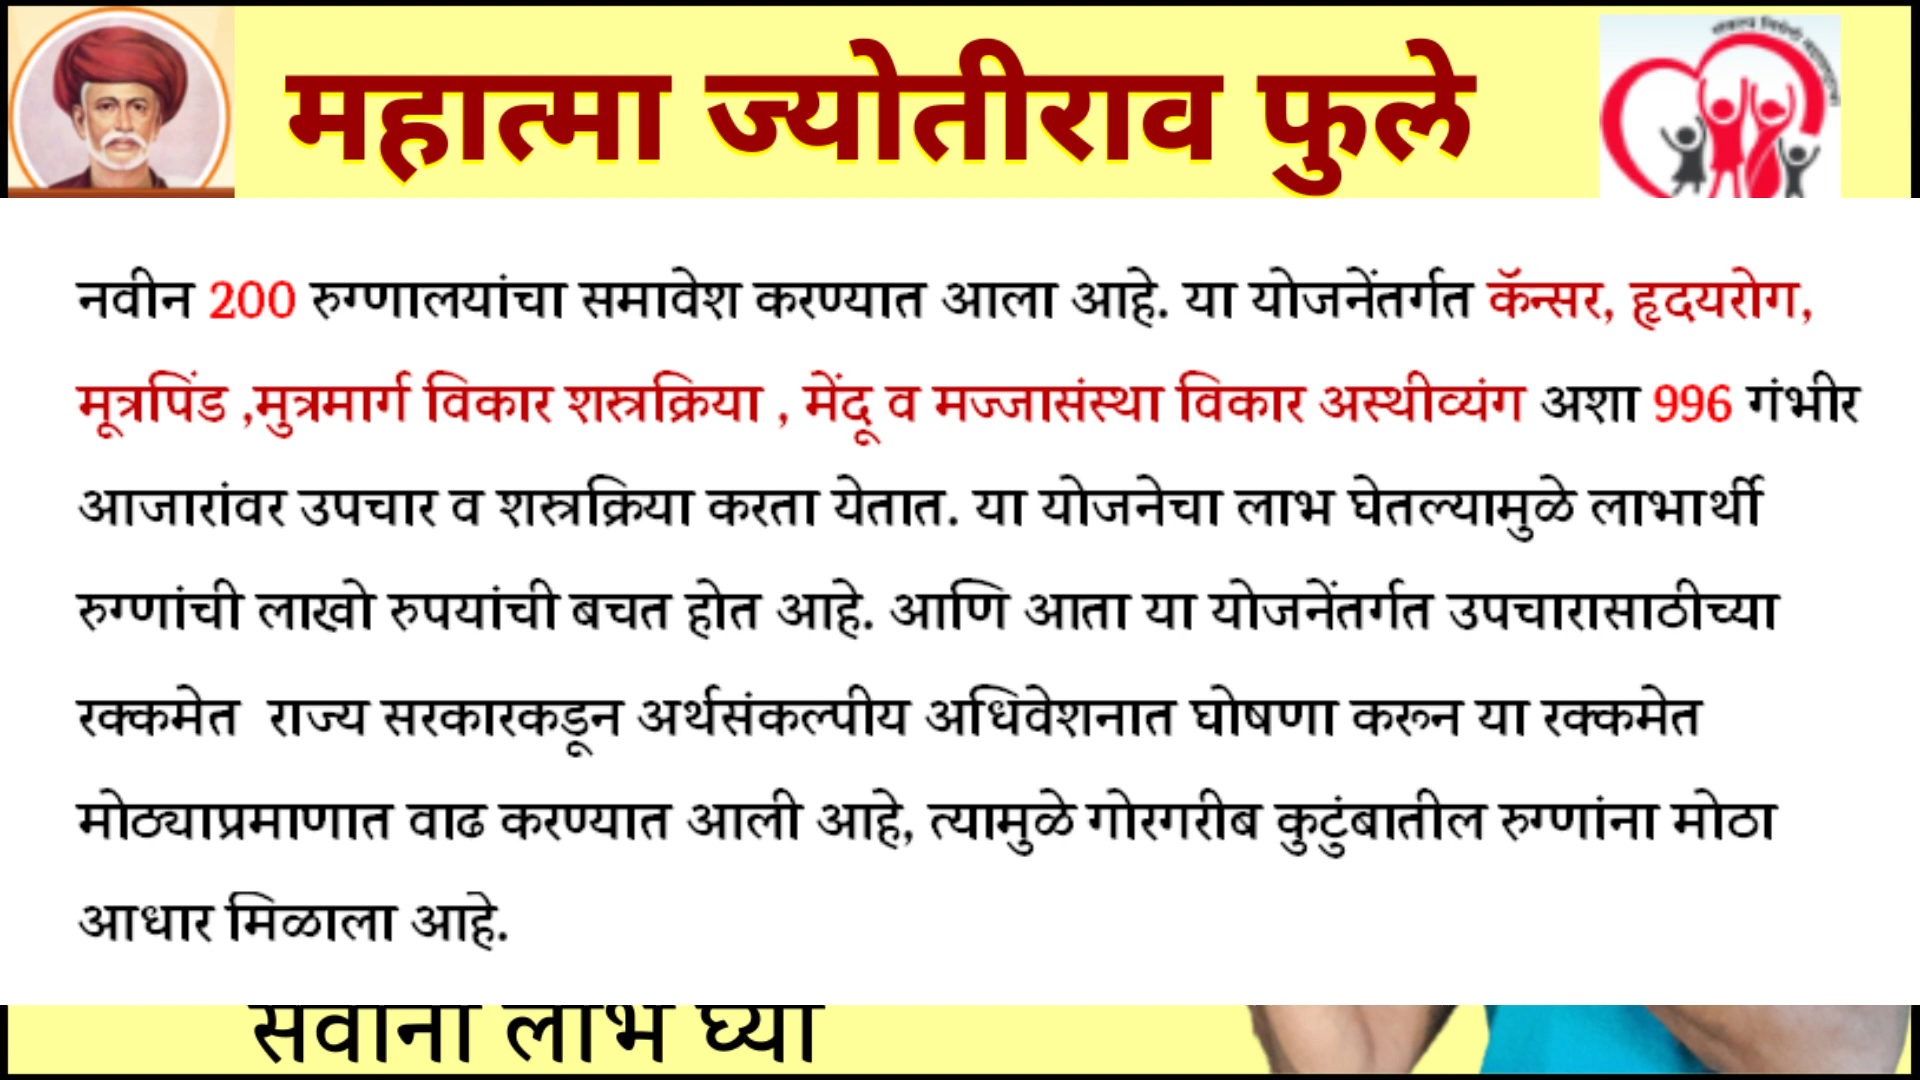 महात्मा ज्योतीराव फुले
नवीन 200 रुग्णालयांचा समावेश करण्यात आला आहे. या योजनेंतर्गत कॅन्सर, हृदयरोग,
मूत्रपिंड ,मुत्रमार्ग विकार शस्त्रक्रिया , मेंदू व मज्जासंस्था विकार अस्थीव्यंग अशा 996 गंभीर
आजारांवर उपचार व शस्त्रक्रिया करता येतात. या योजनेचा लाभ घेतल्यामुळे लाभार्थी
रुग्णांची लाखो रुपयांची बचत होत आहे. आणि आता या योजनेंतर्गत उपचारासाठीच्या
रक्कमेत राज्य सरकारकडून अर्थसंकल्पीय अधिवेशनात घोषणा करून या रक्कमेत
मोठ्याप्रमाणात वाढ करण्यात आली आहे, त्यामुळे गोरगरीब कुटुंबातील रुग्णांना मोठा
आधार मिळाला आहे.
सर्वांना लाभ घ्या